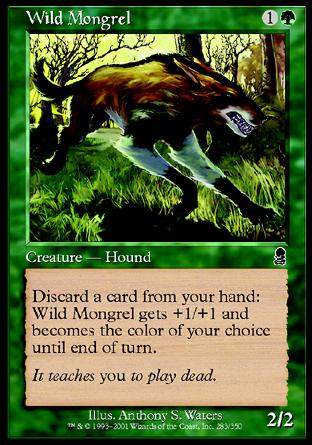 Wild Mongrel 1
Creature — Hound
Discard a card from your hand:
Wild Mongrel gets +1/+1 and
becomes the color of your choice
until end of turn.
It teaches you to play dead.
Illus. Anthony S. Waters
™ & © 1993–2001 Wizards of the Coast, Inc. 283/350
2/2